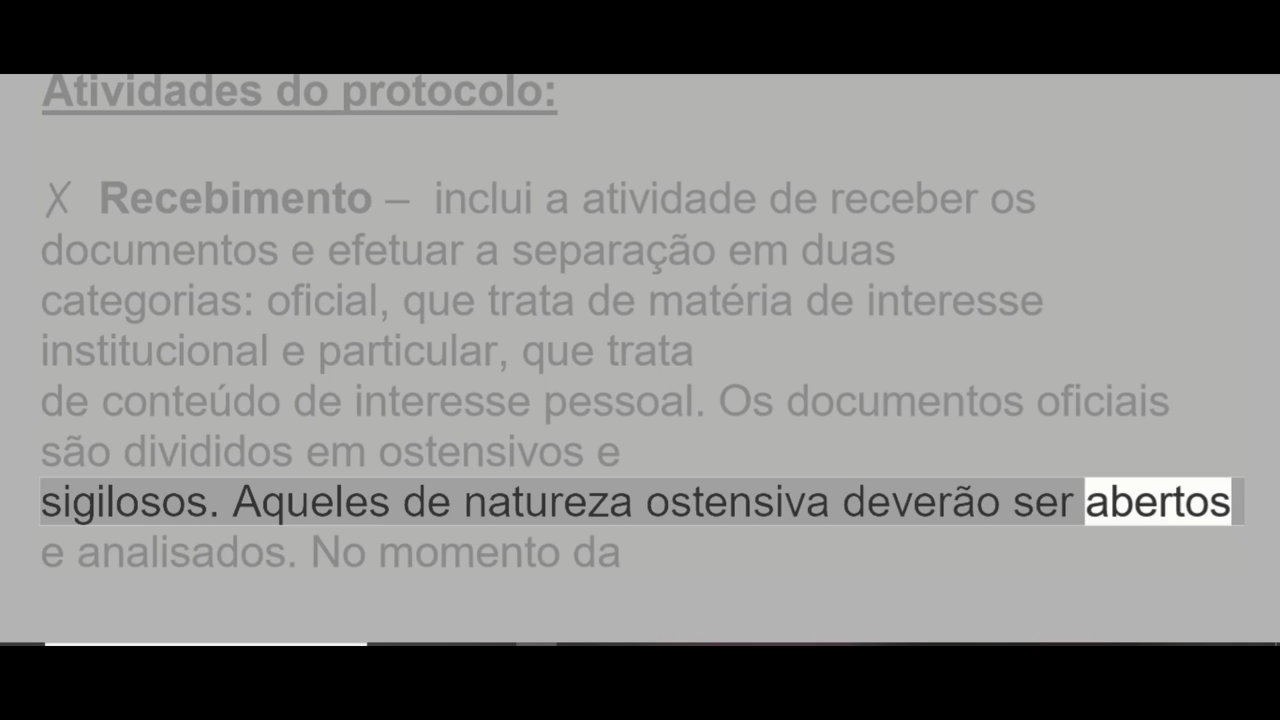 Atividades do protocolo:
✗ Recebimento – inclui a atividade de receber os
documentos e efetuar a separação em duas
categorias: oficial, que trata de matéria de interesse
institucional e particular, que trata
de conteúdo de interesse pessoal. Os documentos oficiais
são divididos em ostensivos e
sigilosos. Aqueles de natureza ostensiva deverão ser abertos
e analisados. No momento da